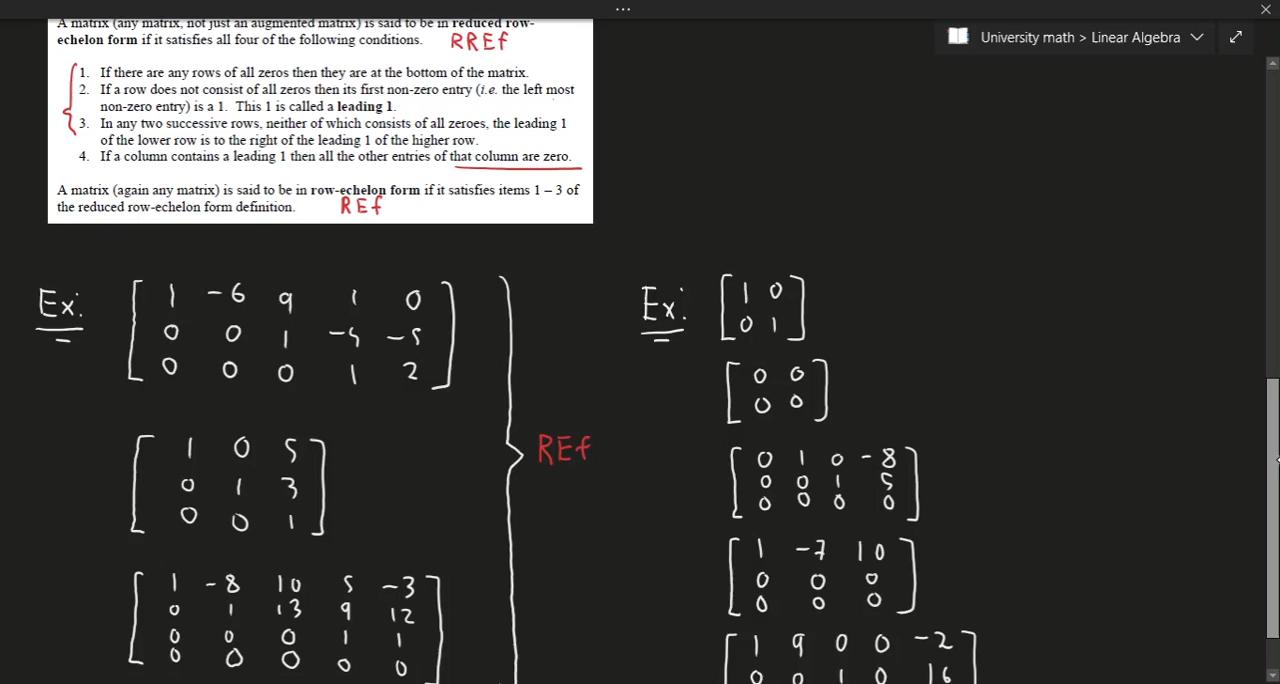 ...
University math > Linear Algebra
A matrix (any matrix, not just an augmented matrix) is said to be in reduced row-
echelon form if it satisfies all four of the following conditions. RREf
1. If there are any rows of all zeros then they are at the bottom of the matrix.
2. If a row does not consist of all zeros then its first non-zero entry (i.e. the left most
non-zero entry) is a 1. This 1 is called a leading 1.
3. In any two successive rows, neither of which consists of all zeroes, the leading 1
of the lower row is to the right of the leading 1 of the higher row.
4. If a column contains a leading 1 then all the other entries of that column are zero.
A matrix (again any matrix) is said to be in row-echelon form if it satisfies items 1 – 3 of
the reduced row-echelon form definition. REf
Ex:
1 -6 9 1 0
0 0 1 -5 -5
0 0 0 1 2
1 0 5
0 1 3
0 0 1
1 -8 10 5 -3
0 1 13 9 12
0 0 0 1 1
0 0 0 0 0
REf
Ex:
1 0
0 1
0 0
0 0
0 1 0 -8
0 0 1 5
0 0 0 0
1 -7 10
0 0 0
0 0 0
1 9 0 0 -2
0 0 1 0 16